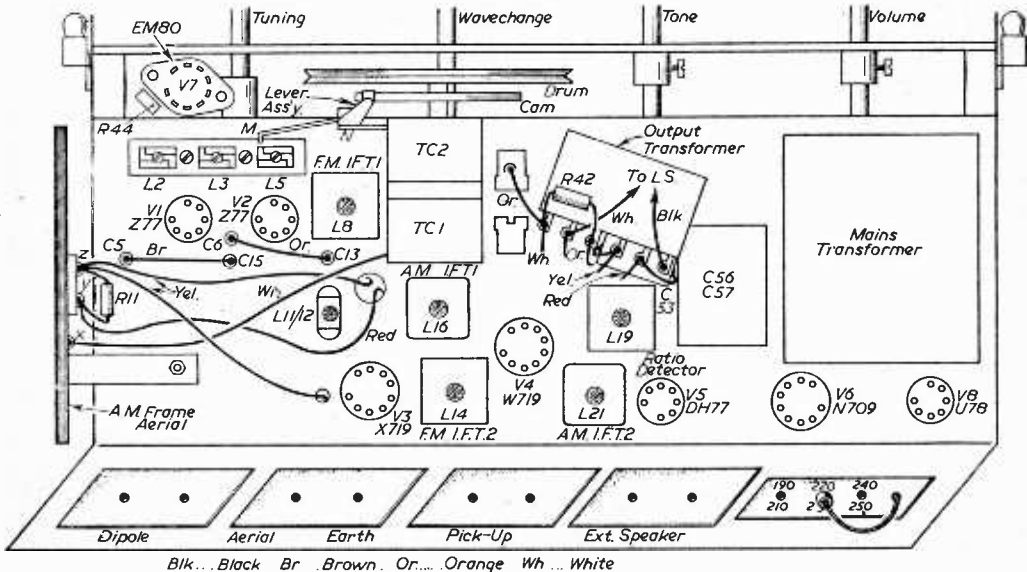 Tuning
Wavechange
Tone
Volume
EM80
V7
R44
Lever
Ass'y.
M
N
Drum
Cam
L2
L3
L5
F.M. IFT1
L8
TC2
TC1
Output
Transformer
R42
To L.S.
Or.
Wh
Blk
Wh
Or.
Yel.
Red
C
53
C56
C57
Mains
Transformer
V1
Z77
V2
Z77
C5
Br
C15
C6
Or.
C13
Z
Y
X
R11
Yel.
Wh
L11/12
Red
A.M. IFT1
L16
V4
W719
L19
Ratio
Detector
V3
X719
L14
F.M. I.F.T.2
L21
A.M. I.F.T.2
V5
DH77
V6
N709
V8
U78
A.M. Frame
Aerial
190
210
220
240
250
Dipole
Aerial
Earth
Pick-Up
Ext. Speaker
Blk... Black Br . Brown. Or..... Orange Wh ... White